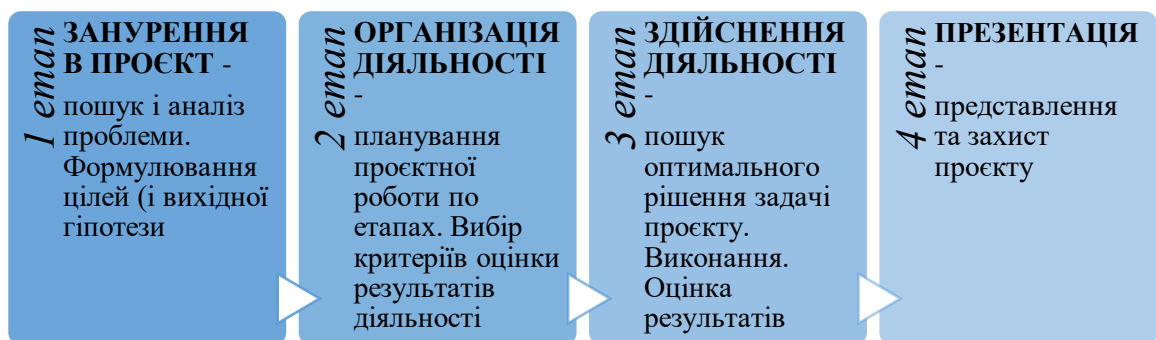 1 етап
ЗАНУРЕННЯ
В ПРОЄКТ -
пошук і аналіз
проблеми.
Формулювання
цілей (і вихідної
гіпотези
2 етап
ОРГАНІЗАЦІЯ
ДІЯЛЬНОСТІ
-
планування
проєктної
роботи по
етапах. Вибір
критеріїв оцінки
результатів
діяльності
3 етап
ЗДІЙСНЕННЯ
ДІЯЛЬНОСТІ
-
пошук
оптимального
рішення задачі
проєкту.
Виконання.
Оцінка
результатів
4 етап
ПРЕЗЕНТАЦІЯ
-
представлення
та захист
проєкту